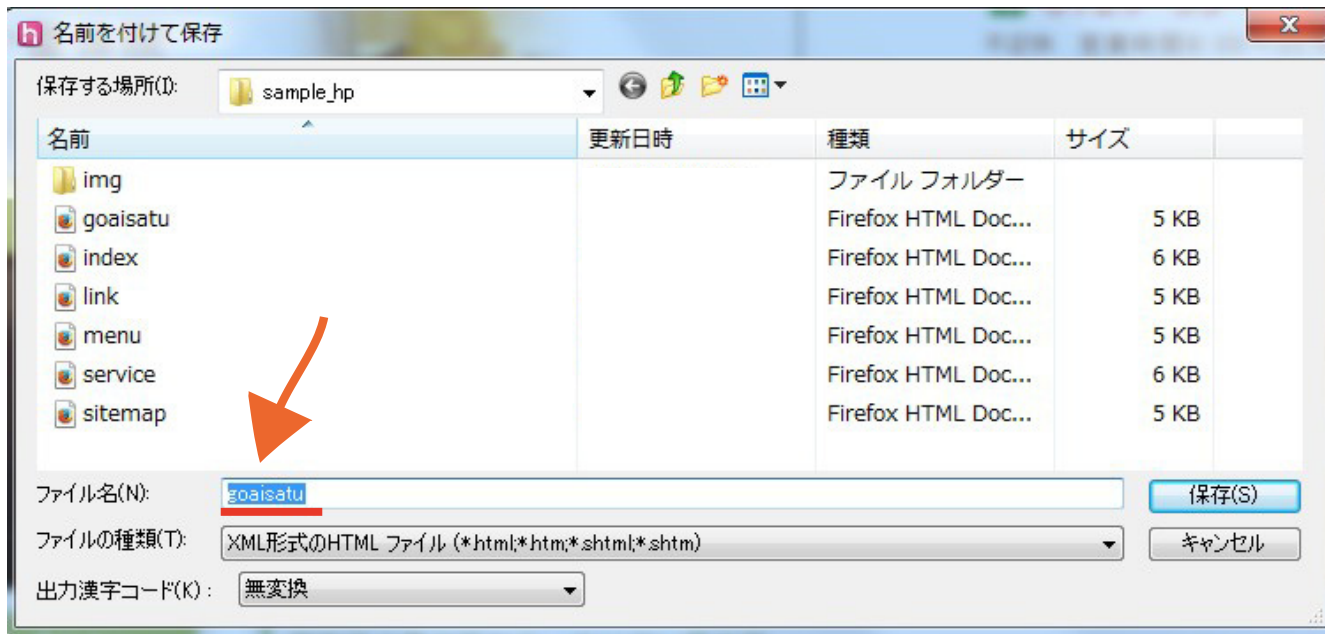 名前を付けて保存
保存する場所(I): sample_hp
名前 更新日時 種類 サイズ
img ファイル フォルダー
goaisatu Firefox HTML Doc... 5 KB
index Firefox HTML Doc... 6 KB
link Firefox HTML Doc... 5 KB
menu Firefox HTML Doc... 5 KB
service Firefox HTML Doc... 6 KB
sitemap Firefox HTML Doc... 5 KB
ファイル名(N): goaisatu 保存(S)
ファイルの種類(T): XML形式のHTML ファイル (*.html;*.htm;*.shtml;*.shtm) キャンセル
出力漢字コード(K) : 無変換